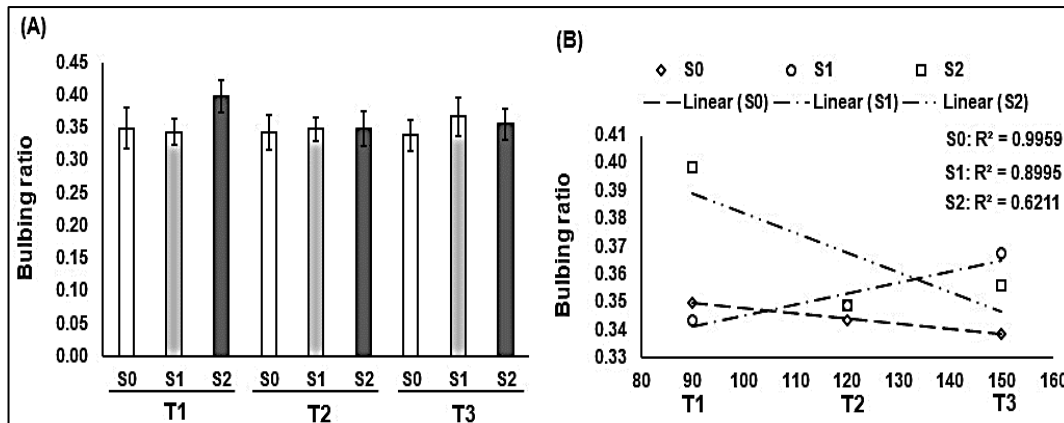 (A)
Bulbing ratio
0.45
0.40
0.35
0.30
0.25
0.20
0.15
0.10
0.05
0.00
S0 S1 S2 S0 S1 S2 S0 S1 S2
T1 T2 T3
(B)
S0 S1 S2
Linear (S0) Linear (S1) Linear (S2)
S0: R² = 0.9959
S1: R² = 0.8995
S2: R² = 0.6211
Bulbing ratio
0.41
0.40
0.39
0.38
0.37
0.36
0.35
0.34
0.33
80 90 100 110 120 130 140 150 160
T1 T2 T3